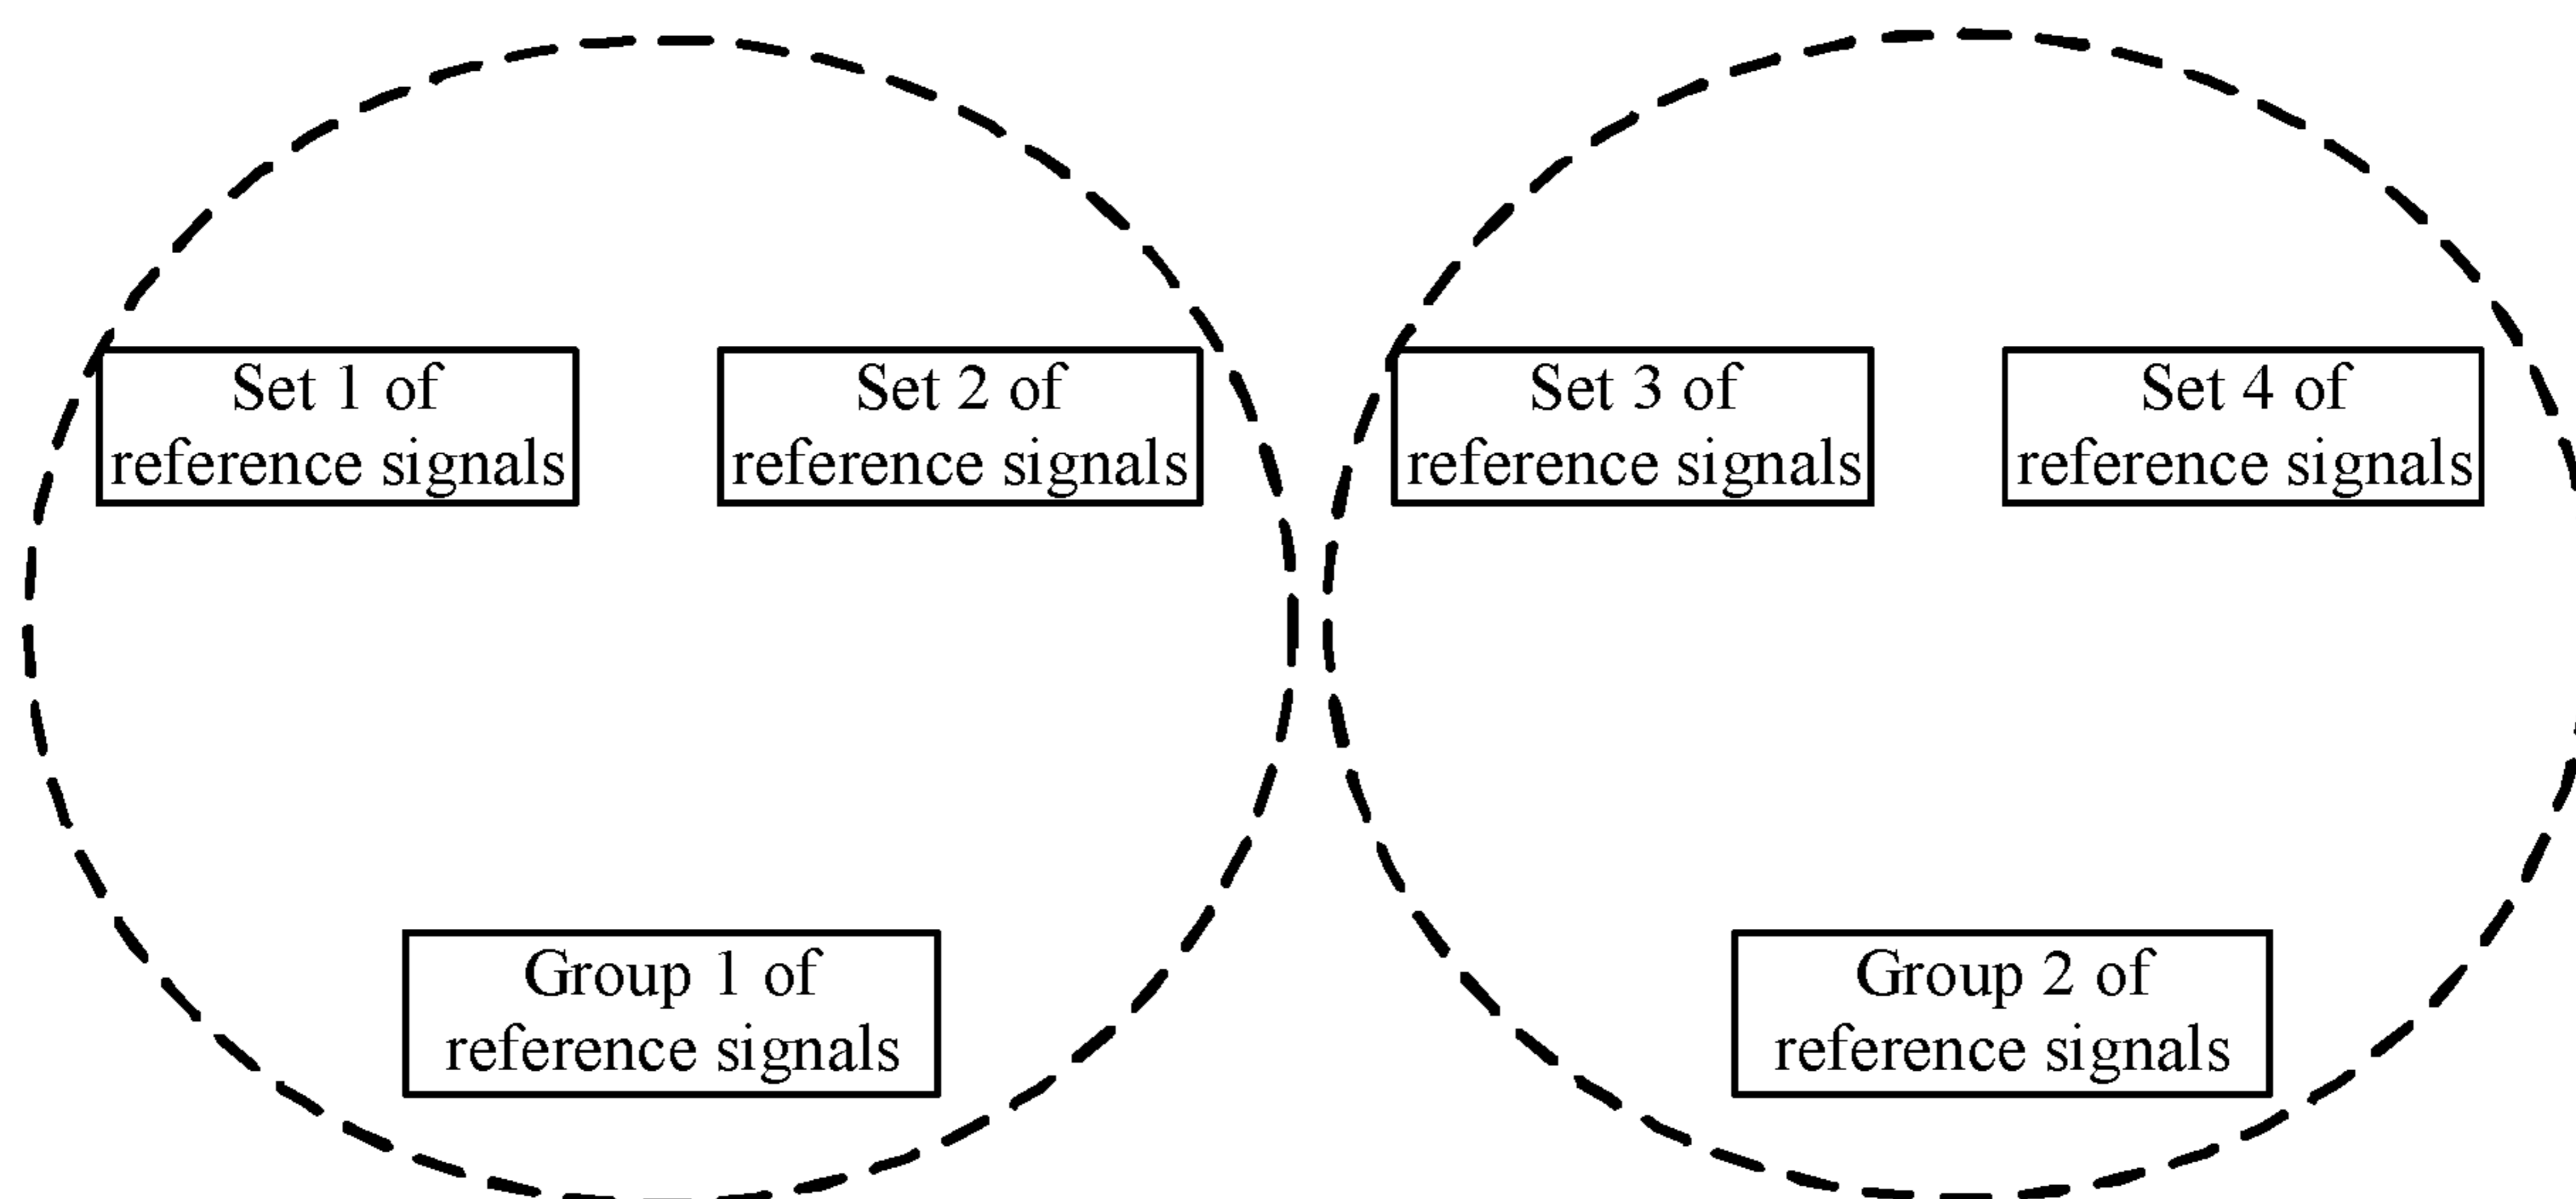 Set 1 of
reference signals
Set 2 of
reference signals
Set 3 of
reference signals
Set 4 of
reference signals
Group 1 of
reference signals
Group 2 of
reference signals